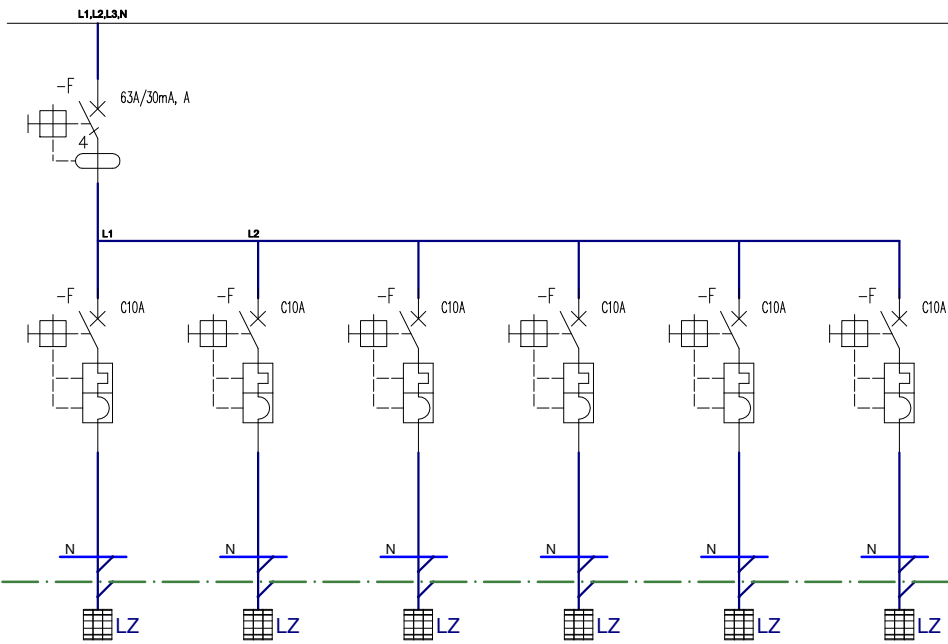 L1,L2,L3,N
-F
63A/30mA, A
4
L1
L2
-F
C10A
-F
C10A
-F
C10A
-F
C10A
-F
C10A
-F
C10A
N
N
N
N
N
N
LZ
LZ
LZ
LZ
LZ
LZ